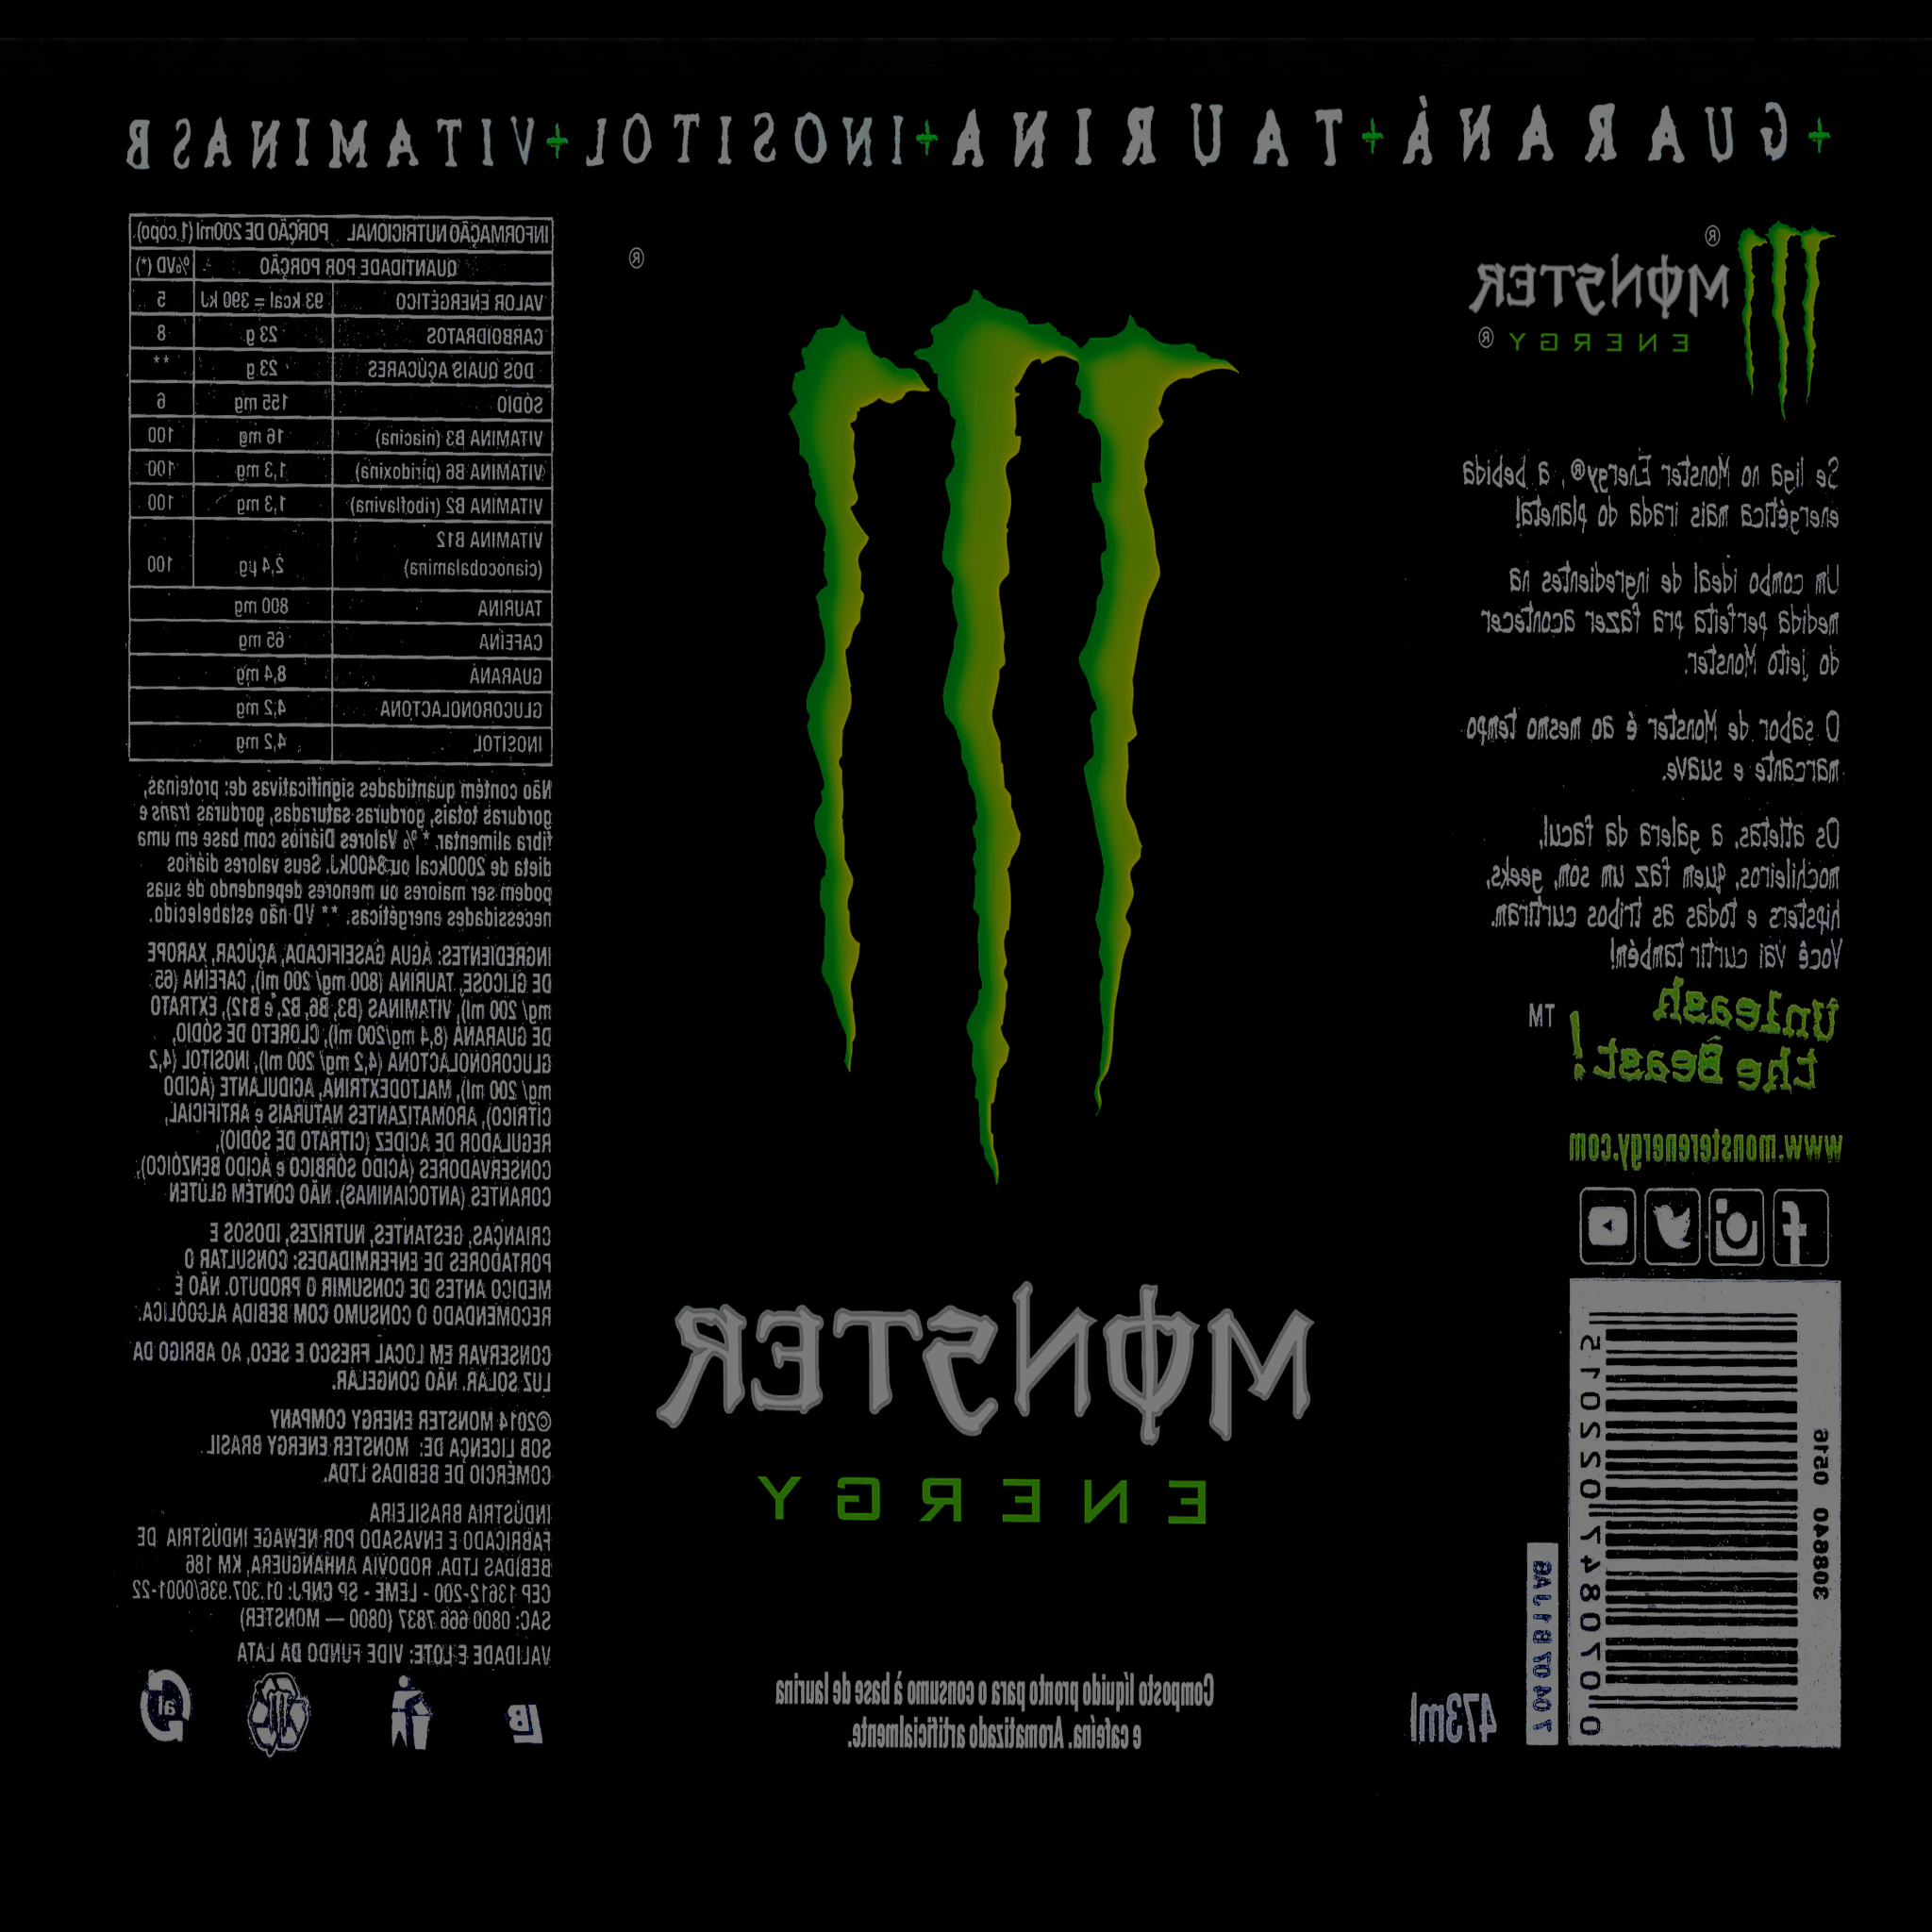 +GUARANÁ+TAURINA+INOSITOL+VITAMINASB
®
MONSTER
ENERGY ®
Se liga no Monster Energy®, a bebida
energética mais irada do planeta!
Um combo ideal de ingredientes na
medida perfeita pra fazer acontecer
do jeito Monster.
O sabor de Monster é ao mesmo tempo
marcante e suave.
Os atletas, a galera da facul,
mochileiros, quem faz um som, geeks,
hipsters e todas as tribos curtiram.
Você vai curtir também!
Unleash
the Beast! TM
www.monsterenergy.com
0 70847 02201 5
308840 0516
473ml
®
MONSTER
ENERGY
Composto líquido pronto para o consumo à base de taurina
e cafeína. Aromatizado artificialmente.
INFORMAÇÃO NUTRICIONAL PORÇÃO DE 200ml (1 copo)
QUANTIDADE POR PORÇÃO %VD (*)
VALOR ENERGÉTICO 93 kcal = 390 kJ 5
CARBOIDRATOS 23 g 8
DOS QUAIS AÇÚCARES 23 g **
SÓDIO 155 mg 6
VITAMINA B3 (niacina) 16 mg 100
VITAMINA B6 (piridoxina) 1,3 mg 100
VITAMINA B2 (riboflavina) 1,3 mg 100
VITAMINA B12
(cianocobalamina) 2,4 µg 100
TAURINA 800 mg
CAFEÍNA 65 mg
GUARANÁ 8,4 mg
GLUCORONOLACTONA 4,2 mg
INOSITOL 4,2 mg
Não contém quantidades significativas de: proteínas,
gorduras totais, gorduras saturadas, gorduras trans e
fibra alimentar. * % Valores Diários com base em uma
dieta de 2000kcal ou 8400kJ. Seus valores diários
podem ser maiores ou menores dependendo de suas
necessidades energéticas. ** VD não estabelecido.
INGREDIENTES: ÁGUA GASEIFICADA, AÇÚCAR, XAROPE
DE GLICOSE, TAURINA (800 mg/ 200 ml), CAFEÍNA (65
mg/ 200 ml), VITAMINAS (B3, B6, B2, e B12), EXTRATO
DE GUARANÁ (8,4 mg/200 ml), CLORETO DE SÓDIO,
GLUCORONOLACTONA (4,2 mg/ 200 ml), INOSITOL (4,2
mg/ 200 ml), MALTODEXTRINA, ACIDULANTE (ÁCIDO
CÍTRICO), AROMATIZANTES NATURAIS e ARTIFICIAL,
REGULADOR DE ACIDEZ (CITRATO DE SÓDIO),
CONSERVADORES (ÁCIDO SÓRBICO e ÁCIDO BENZÓICO),
CORANTES (ANTOCIANINAS). NÃO CONTÉM GLÚTEN
CRIANÇAS, GESTANTES, NUTRIZES, IDOSOS E
PORTADORES DE ENFERMIDADES: CONSULTAR O
MEDICO ANTES DE CONSUMIR O PRODUTO. NÃO É
RECOMENDADO O CONSUMO COM BEBIDA ALCOÓLICA.
CONSERVAR EM LOCAL FRESCO E SECO, AO ABRIGO DA
LUZ SOLAR. NÃO CONGELAR.
©2014 MONSTER ENERGY COMPANY
SOB LICENÇA DE: MONSTER ENERGY BRASIL
COMÉRCIO DE BEBIDAS LTDA.
INDÚSTRIA BRASILEIRA
FABRICADO E ENVASADO POR NEWAGE INDÚSTRIA DE
BEBIDAS LTDA. RODOVIA ANHANGUERA, KM 186
CEP 13612-200 - LEME - SP CNPJ: 01.307.936/0001-22
SAC: 0800 666 7837 (0800 — MONSTER)
VALIDADE E LOTE: VIDE FUNDO DA LATA
al